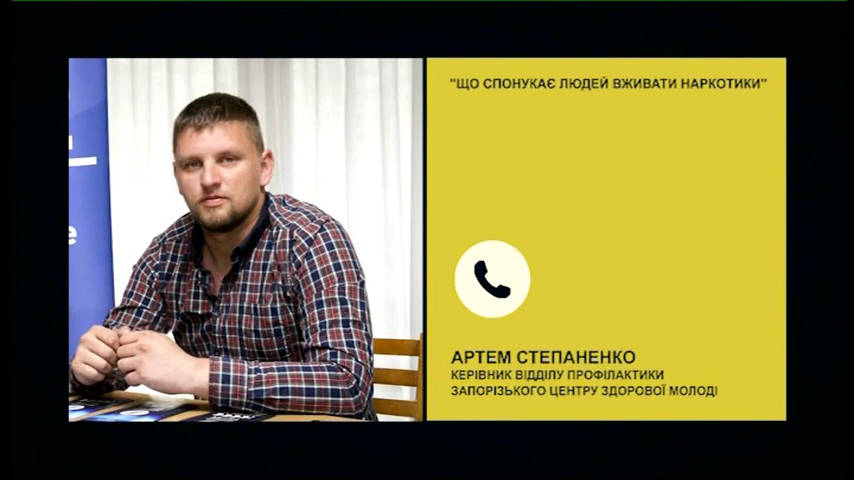 "ЩО СПОНУКАЄ ЛЮДЕЙ ВЖИВАТИ НАРКОТИКИ"
АРТЕМ СТЕПАНЕНКО
КЕРІВНИК ВІДДІЛУ ПРОФІЛАКТИКИ
ЗАПОРІЗЬКОГО ЦЕНТРУ ЗДОРОВОЇ МОЛОДІ